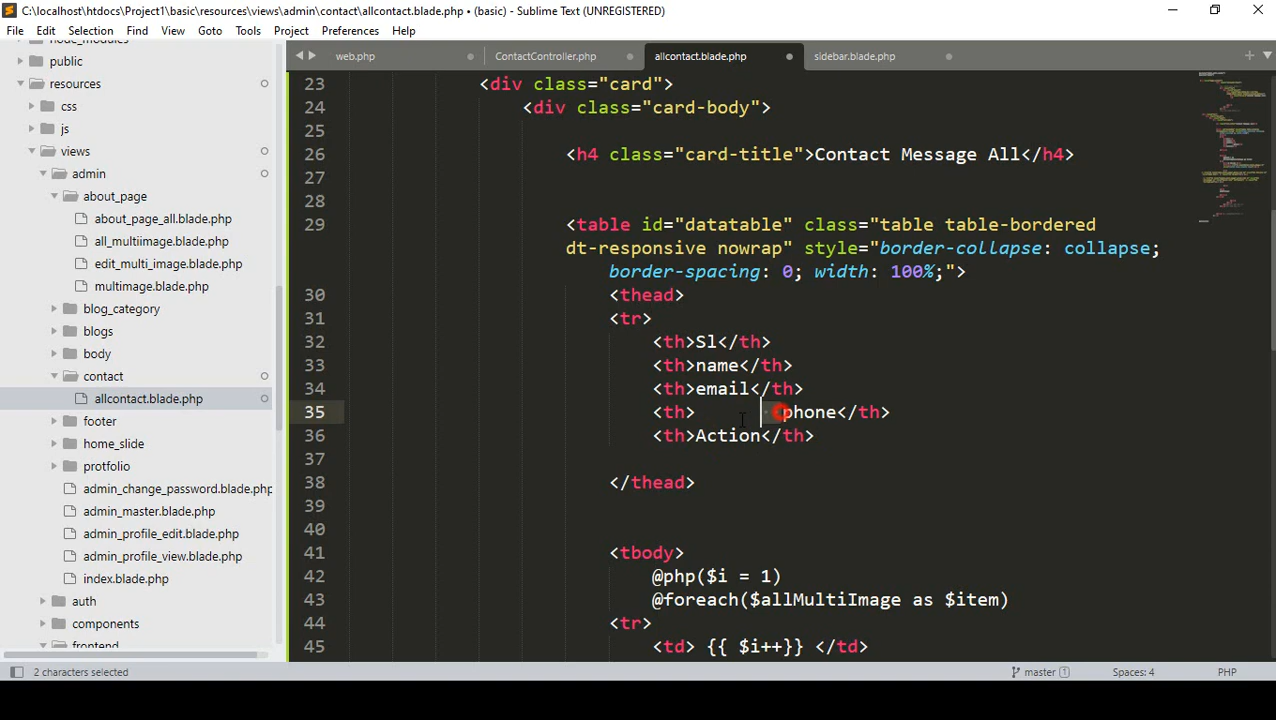 C:\localhost\htdocs\Project1\basic\resources\views\admin\contact\allcontact.blade.php • (basic) - Sublime Text (UNREGISTERED)
File Edit Selection Find View Goto Tools Project Preferences Help
web.php ContactController.php allcontact.blade.php sidebar.blade.php
node_modules
public
resources
css
js
views
admin
about_page
about_page_all.blade.php
all_multiimage.blade.php
edit_multi_image.blade.php
multimage.blade.php
blog_category
blogs
body
contact
allcontact.blade.php
footer
home_slide
protfolio
admin_change_password.blade.php
admin_master.blade.php
admin_profile_edit.blade.php
admin_profile_view.blade.php
index.blade.php
auth
components
frontend
23 <div class="card">
24 <div class="card-body">
25
26 <h4 class="card-title">Contact Message All</h4>
27
28
29 <table id="datatable" class="table table-bordered
dt-responsive nowrap" style="border-collapse: collapse;
border-spacing: 0; width: 100%;">
30 <thead>
31 <tr>
32 <th>Sl</th>
33 <th>name</th>
34 <th>email</th>
35 <th> phone</th>
36 <th>Action</th>
37
38 </thead>
39
40
41 <tbody>
42 @php($i = 1)
43 @foreach($allMultiImage as $item)
44 <tr>
45 <td> {{ $i++}} </td>
2 characters selected master 1 Spaces: 4 PHP